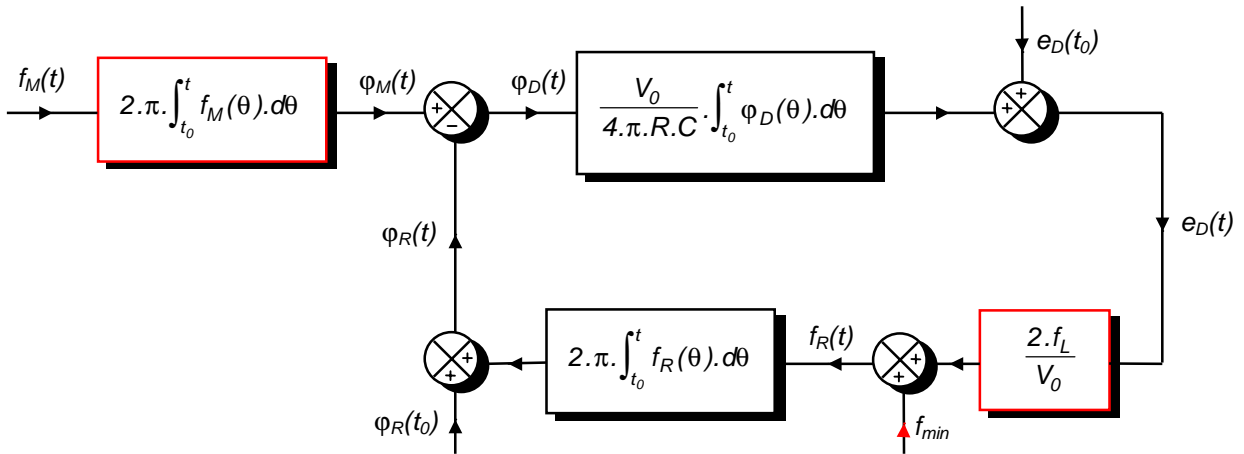 e_D(t_0)
f_M(t)
2.π.∫_{t_0}^{t} f_M(θ).dθ
φ_M(t)
+
−
φ_D(t)
V_0/4.π.R.C .∫_{t_0}^{t} φ_D(θ).dθ
+
+
e_D(t)
φ_R(t)
+
+
2.π.∫_{t_0}^{t} f_R(θ).dθ
f_R(t)
+
+
2.f_L/V_0
φ_R(t_0)
f_min